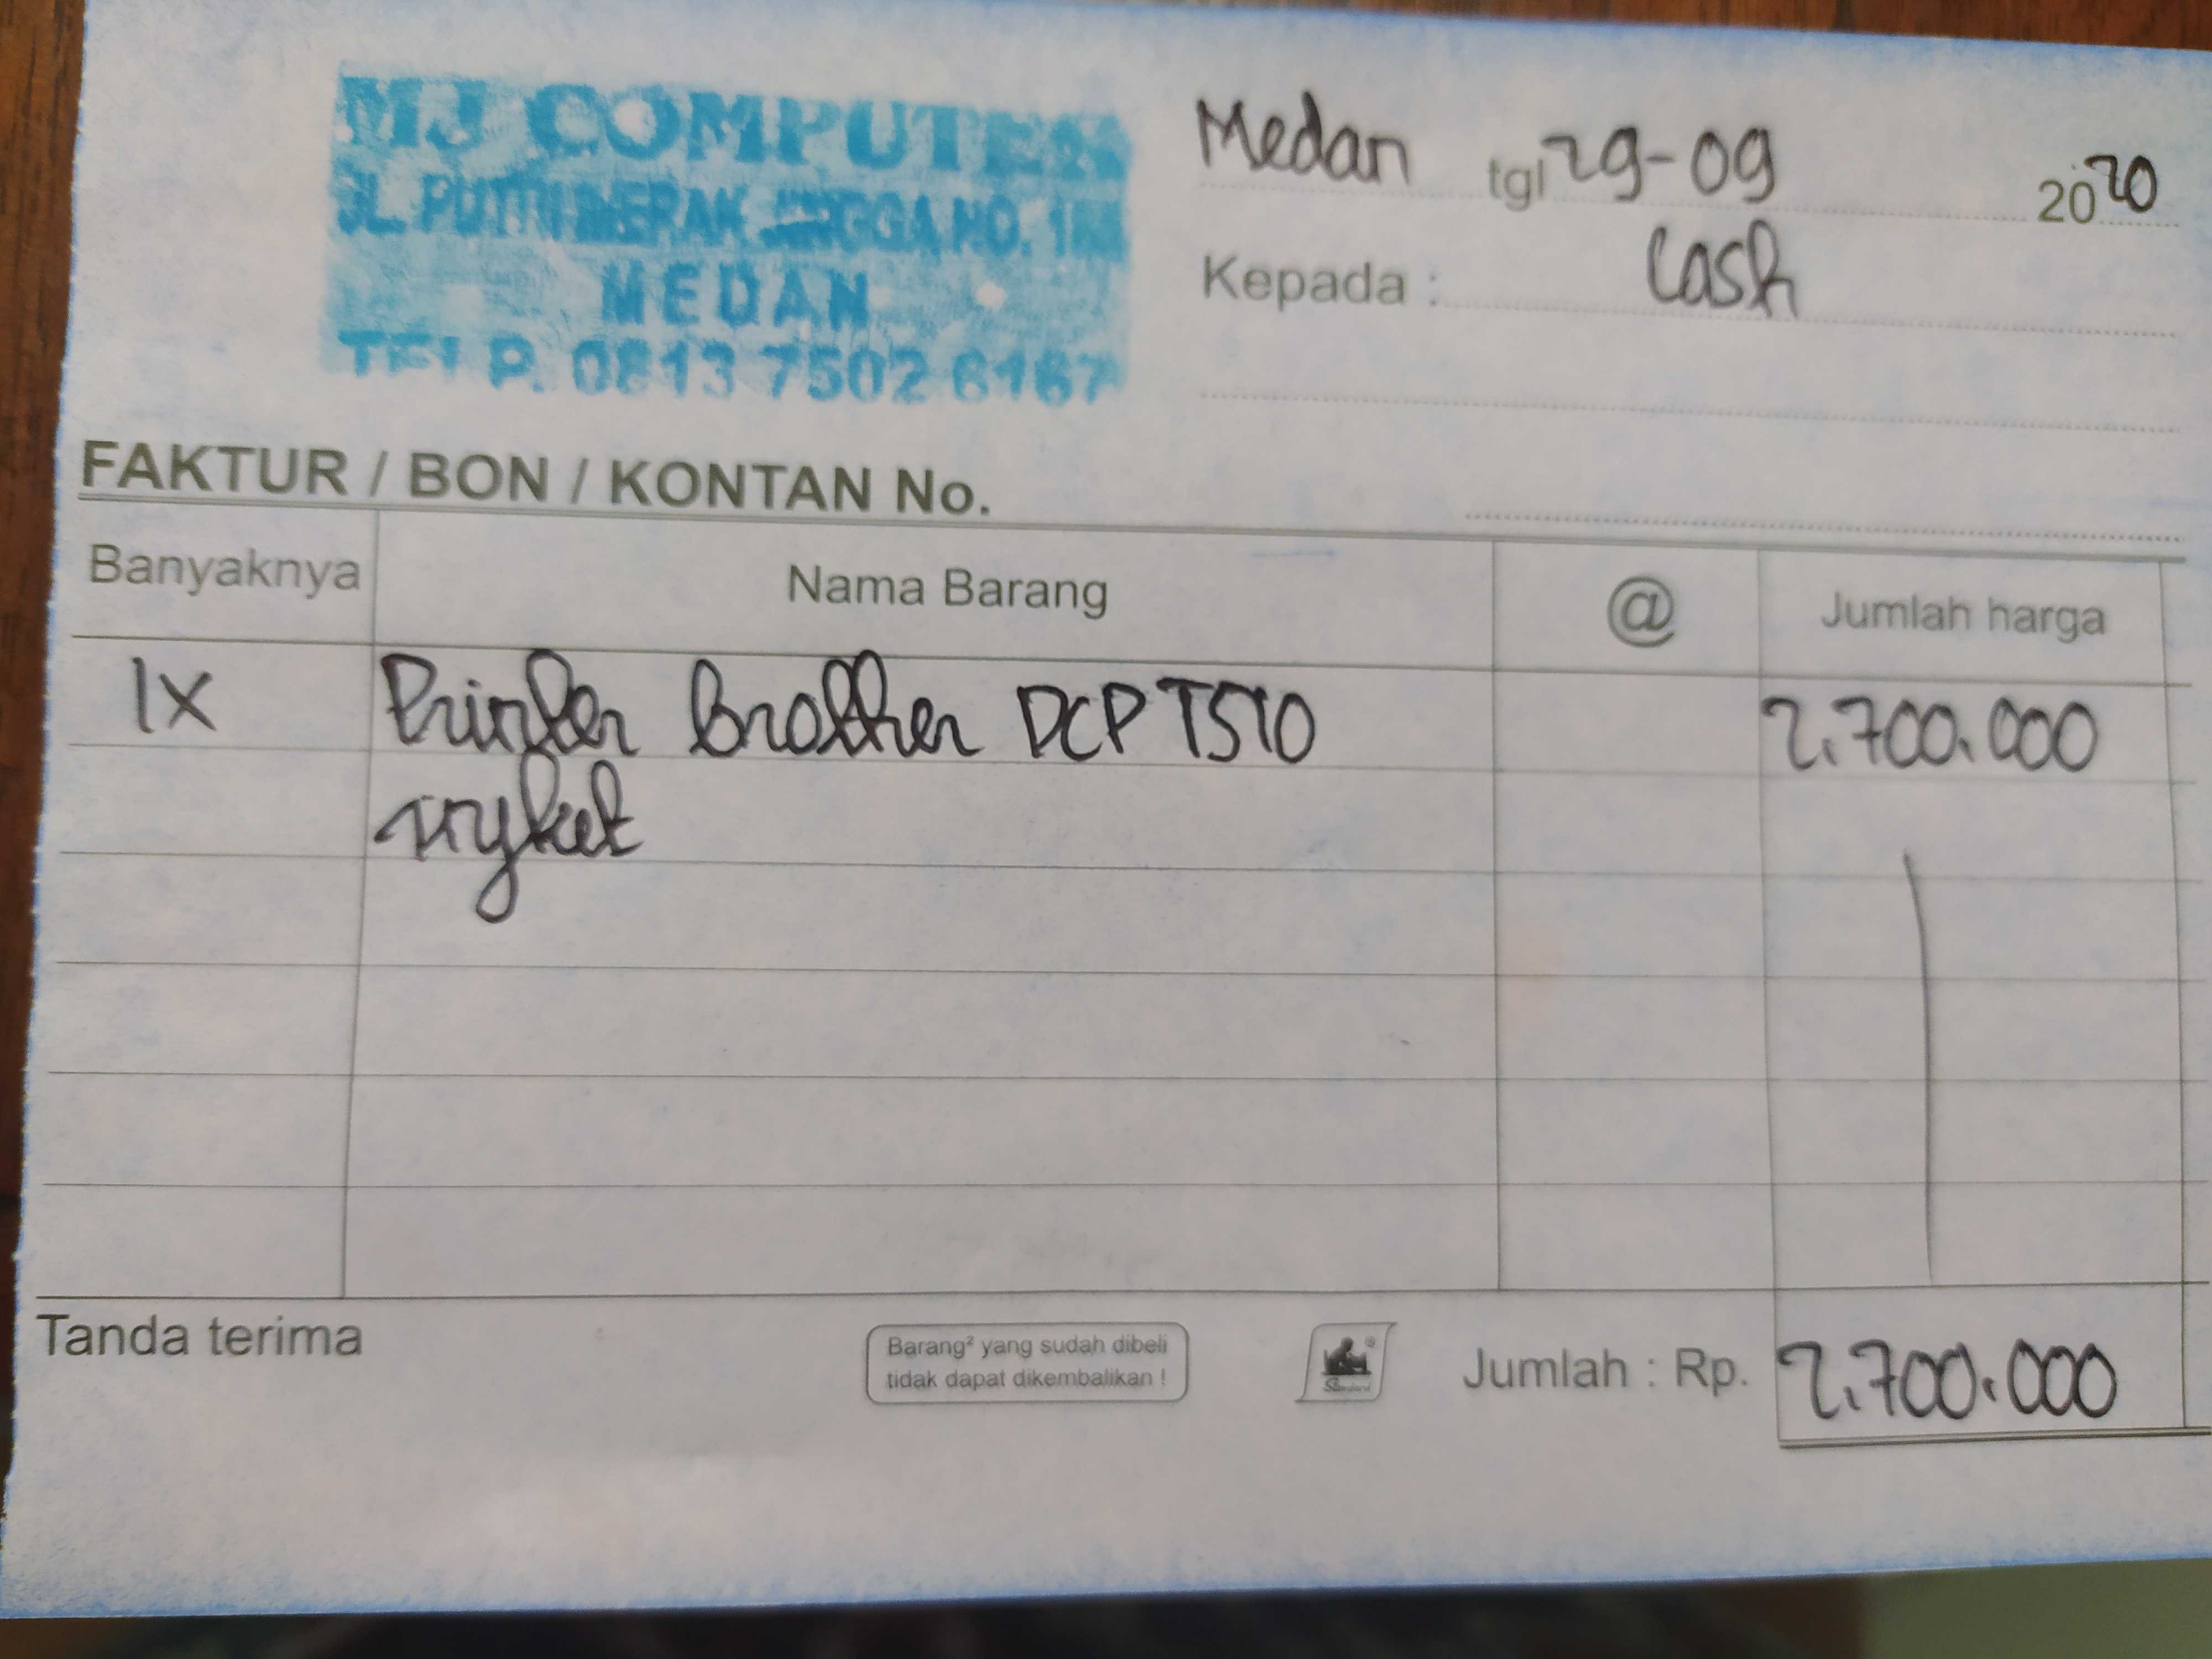 MJ COMPUTER
JL. PUTRI MERAK JINGGA NO.
MEDAN
TELP. 0813 7502 6167
Medan tgl 29-09 2020
Kepada : Cash
FAKTUR / BON / KONTAN No.
Banyaknya Nama Barang @ Jumlah harga
1X Printer Brother DCP T510 2.700.000
Tanda terima
Barang² yang sudah dibeli
tidak dapat dikembalikan !
Standard
Jumlah : Rp. 2.700.000